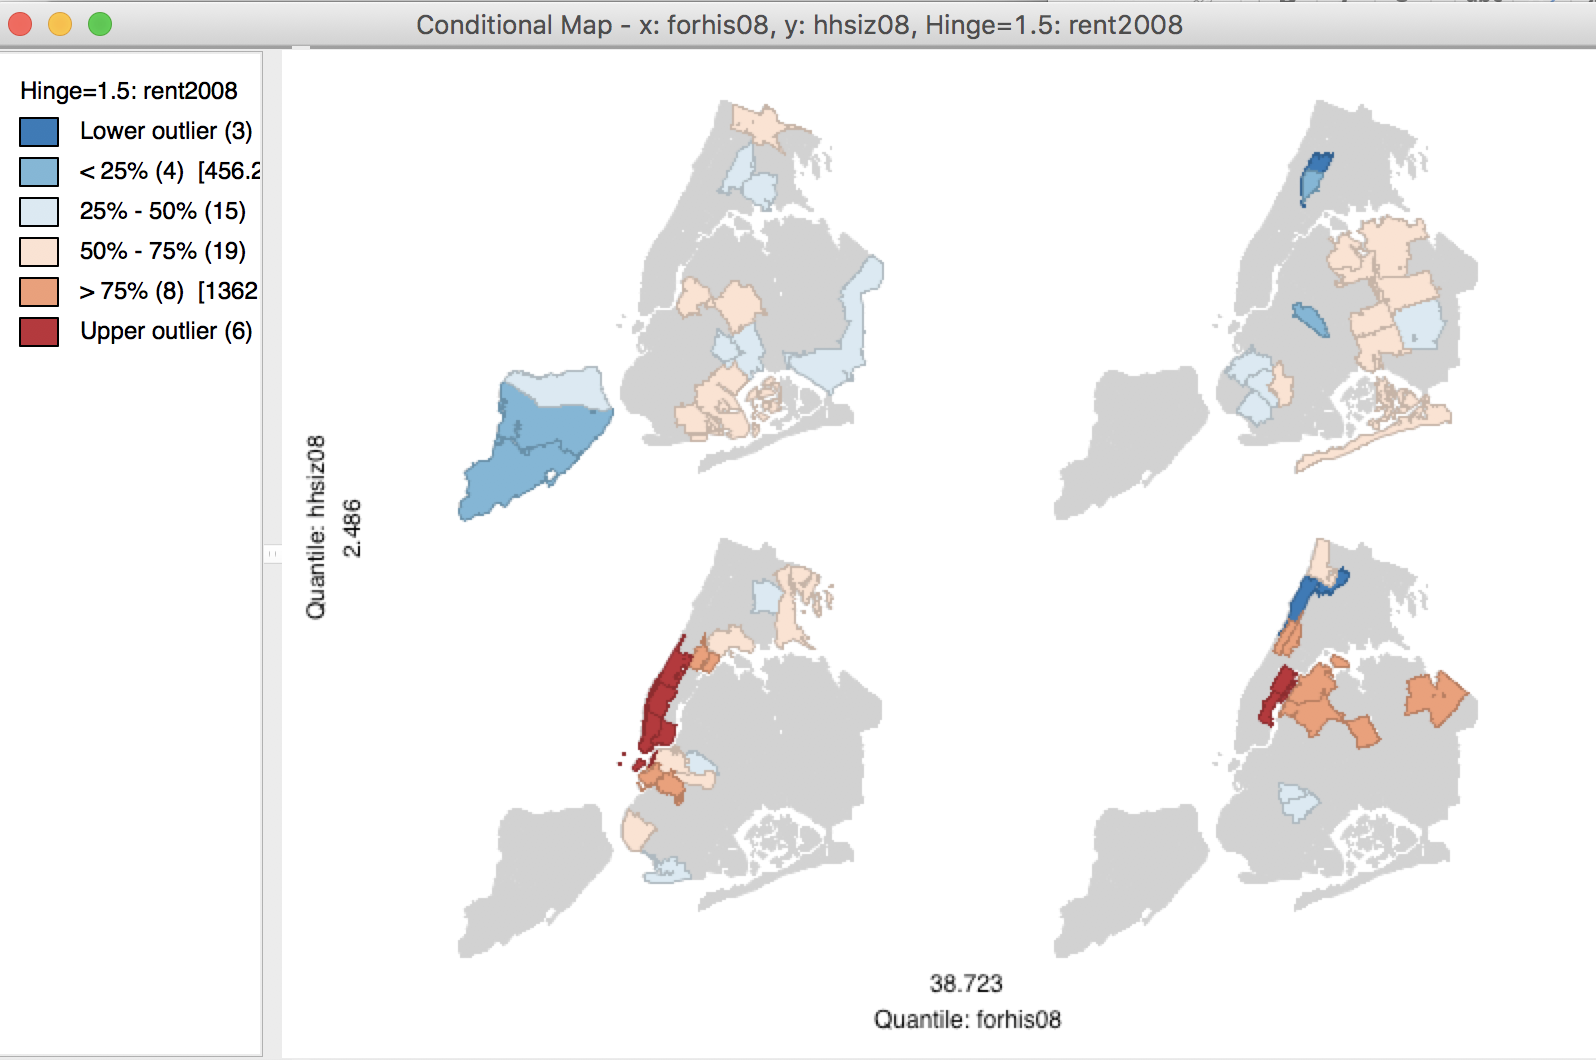 Conditional Map - x: forhis08, y: hhsiz08, Hinge=1.5: rent2008
Hinge=1.5: rent2008
Lower outlier (3)
< 25% (4) [456.2
25% - 50% (15)
50% - 75% (19)
> 75% (8) [1362
Upper outlier (6)
Quantile: hhsiz08
2.486
38.723
Quantile: forhis08